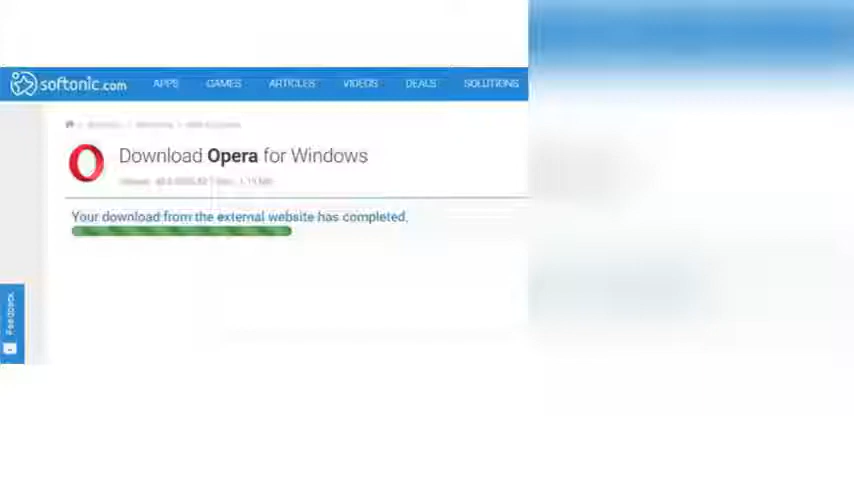 softonic.com APPS GAMES ARTICLES VIDEOS DEALS SOLUTIONS
Download Opera for Windows
Your download from the external website has completed.
Feedback